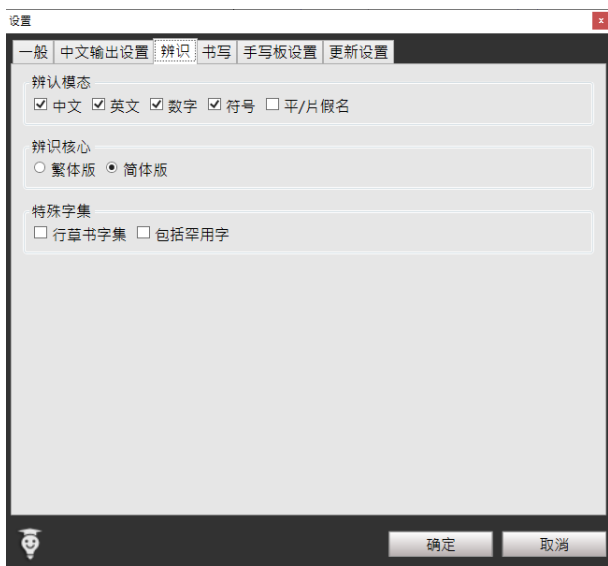 设置
一般 中文输出设置 辨识 书写 手写板设置 更新设置
辨认模态
中文 英文 数字 符号 平/片假名
辨识核心
繁体版 简体版
特殊字集
行草书字集 包括罕用字
确定 取消